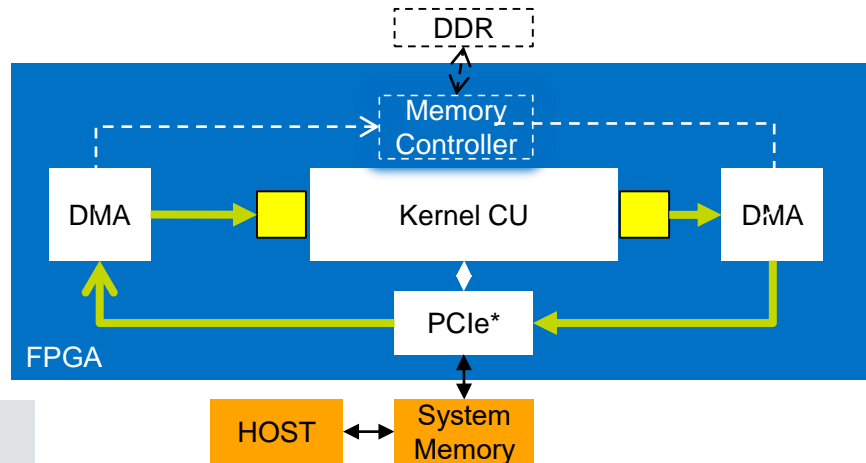 DDR
Memory
Controller
DMA
Kernel CU
DMA
PCIe*
FPGA
HOST
System
Memory